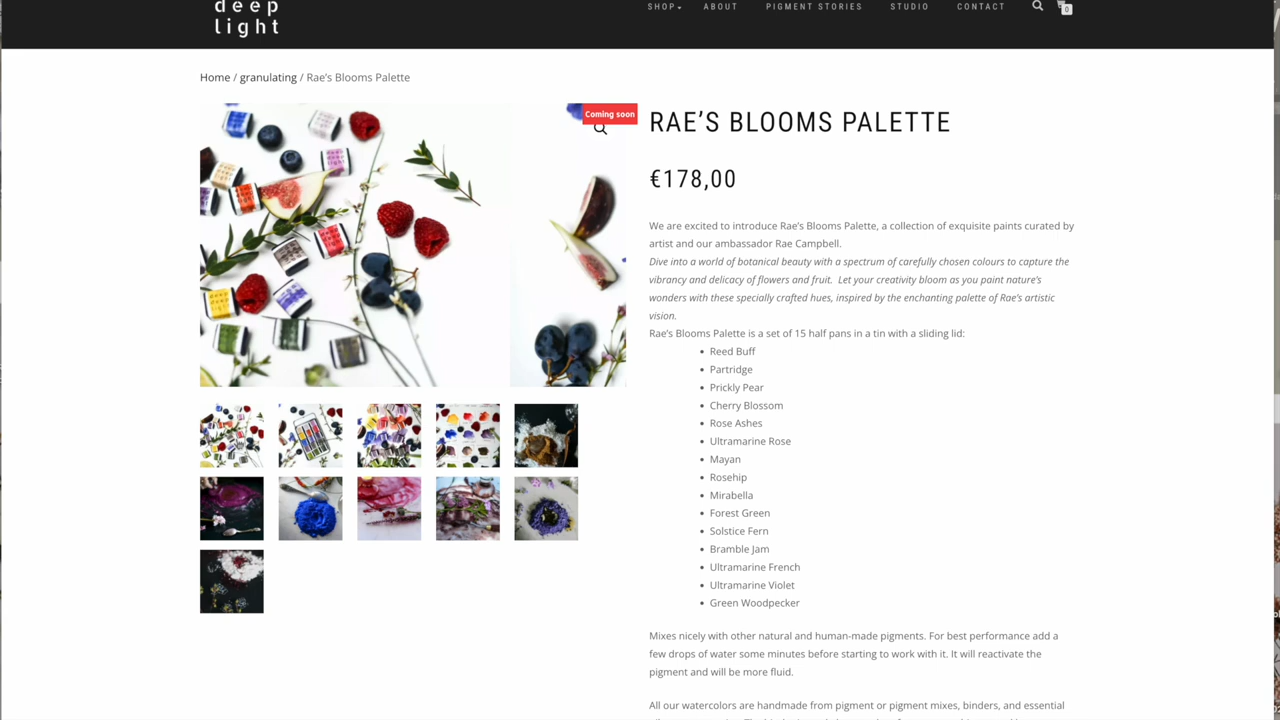 deep
light
SHOP ABOUT PIGMENT STORIES STUDIO CONTACT 0
Home / granulating / Rae's Blooms Palette
Coming soon
RAE'S BLOOMS PALETTE
€178,00
We are excited to introduce Rae's Blooms Palette, a collection of exquisite paints curated by
artist and our ambassador Rae Campbell.
Dive into a world of botanical beauty with a spectrum of carefully chosen colours to capture the
vibrancy and delicacy of flowers and fruit. Let your creativity bloom as you paint nature's
wonders with these specially crafted hues, inspired by the enchanting palette of Rae's artistic
vision.
Rae's Blooms Palette is a set of 15 half pans in a tin with a sliding lid:
• Reed Buff
• Partridge
• Prickly Pear
• Cherry Blossom
• Rose Ashes
• Ultramarine Rose
• Mayan
• Rosehip
• Mirabella
• Forest Green
• Solstice Fern
• Bramble Jam
• Ultramarine French
• Ultramarine Violet
• Green Woodpecker
Mixes nicely with other natural and human-made pigments. For best performance add a
few drops of water some minutes before starting to work with it. It will reactivate the
pigment and will be more fluid.
All our watercolors are handmade from pigment or pigment mixes, binders, and essential